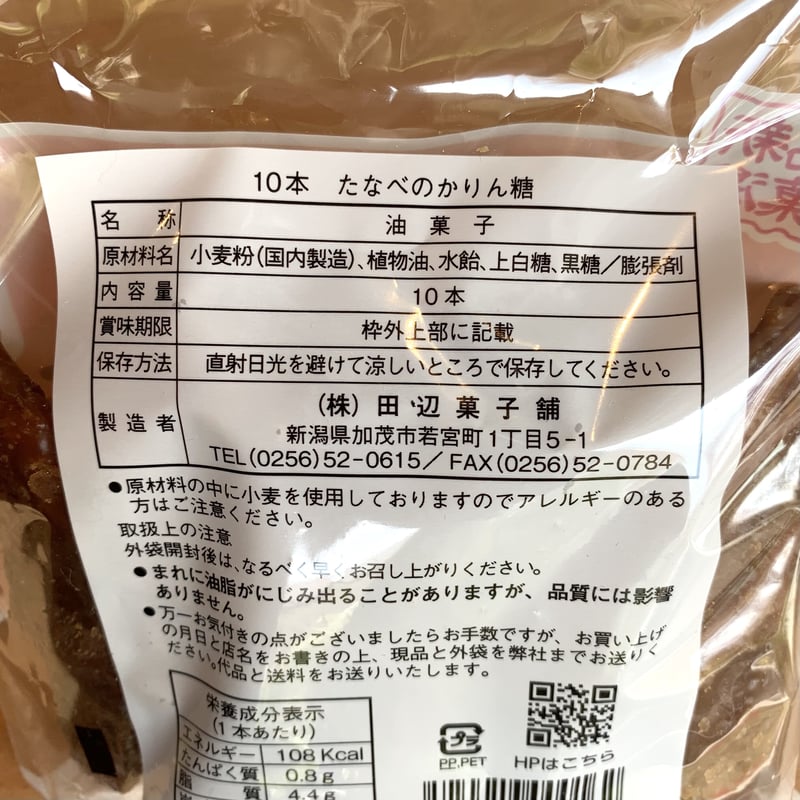 10本 たなべのかりん糖
名 称 油菓子
原材料名 小麦粉(国内製造)、植物油、水飴、上白糖、黒糖/膨張剤
内容量 10本
賞味期限 枠外上部に記載
保存方法 直射日光を避けて涼しいところで保存してください。
製造者 (株)田辺菓子舗
新潟県加茂市若宮町1丁目5-1
TEL(0256)52-0615/FAX(0256)52-0784
●原材料の中に小麦を使用しておりますのでアレルギーのある
方はご注意ください。
取扱上の注意
外袋開封後は、なるべく早くお召し上がりください。
●まれに油脂がにじみ出ることがありますが、品質には影響
ありません。
●万一お気付きの点がございましたらお手数ですが、お買い上げ
の月日と店名をお書きの上、現品と外袋を弊社までお送りく
ださい。代品と送料をお送りいたします。
栄養成分表示
(1本あたり)
エネルギー 108Kcal
たんぱく質 0.8g
脂 質 4.4g
プラ
PP,PET
HPはこちら